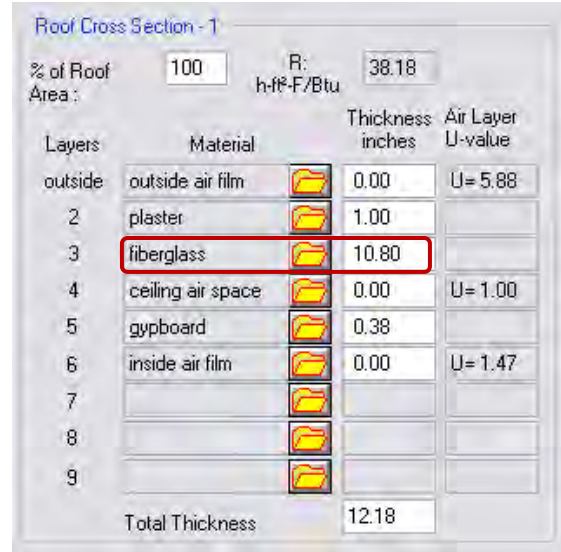 Roof Cross Section - 1
% of Roof Area : 100 R: h-ft²-F/Btu 38.18
Layers Material Thickness inches Air Layer U-value
outside outside air film 0.00 U= 5.88
2 plaster 1.00
3 fiberglass 10.80
4 ceiling air space 0.00 U= 1.00
5 gypboard 0.38
6 inside air film 0.00 U= 1.47
7
8
9
Total Thickness 12.18